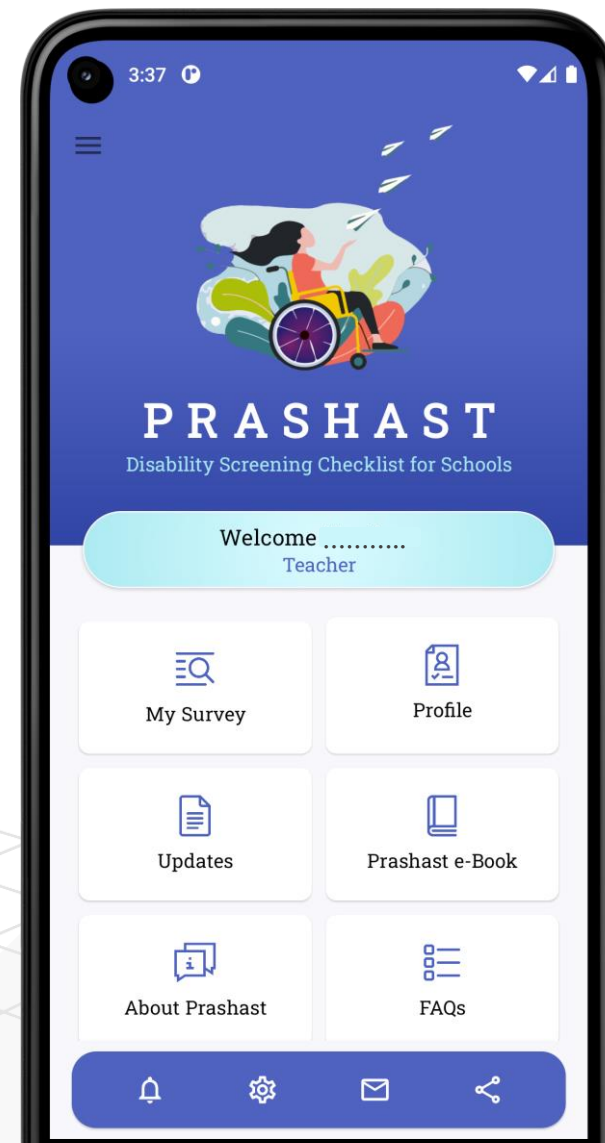 3:37
PRASHAST
Disability Screening Checklist for Schools
Welcome ...........
Teacher
My Survey
Profile
Updates
Prashast e-Book
About Prashast
FAQs